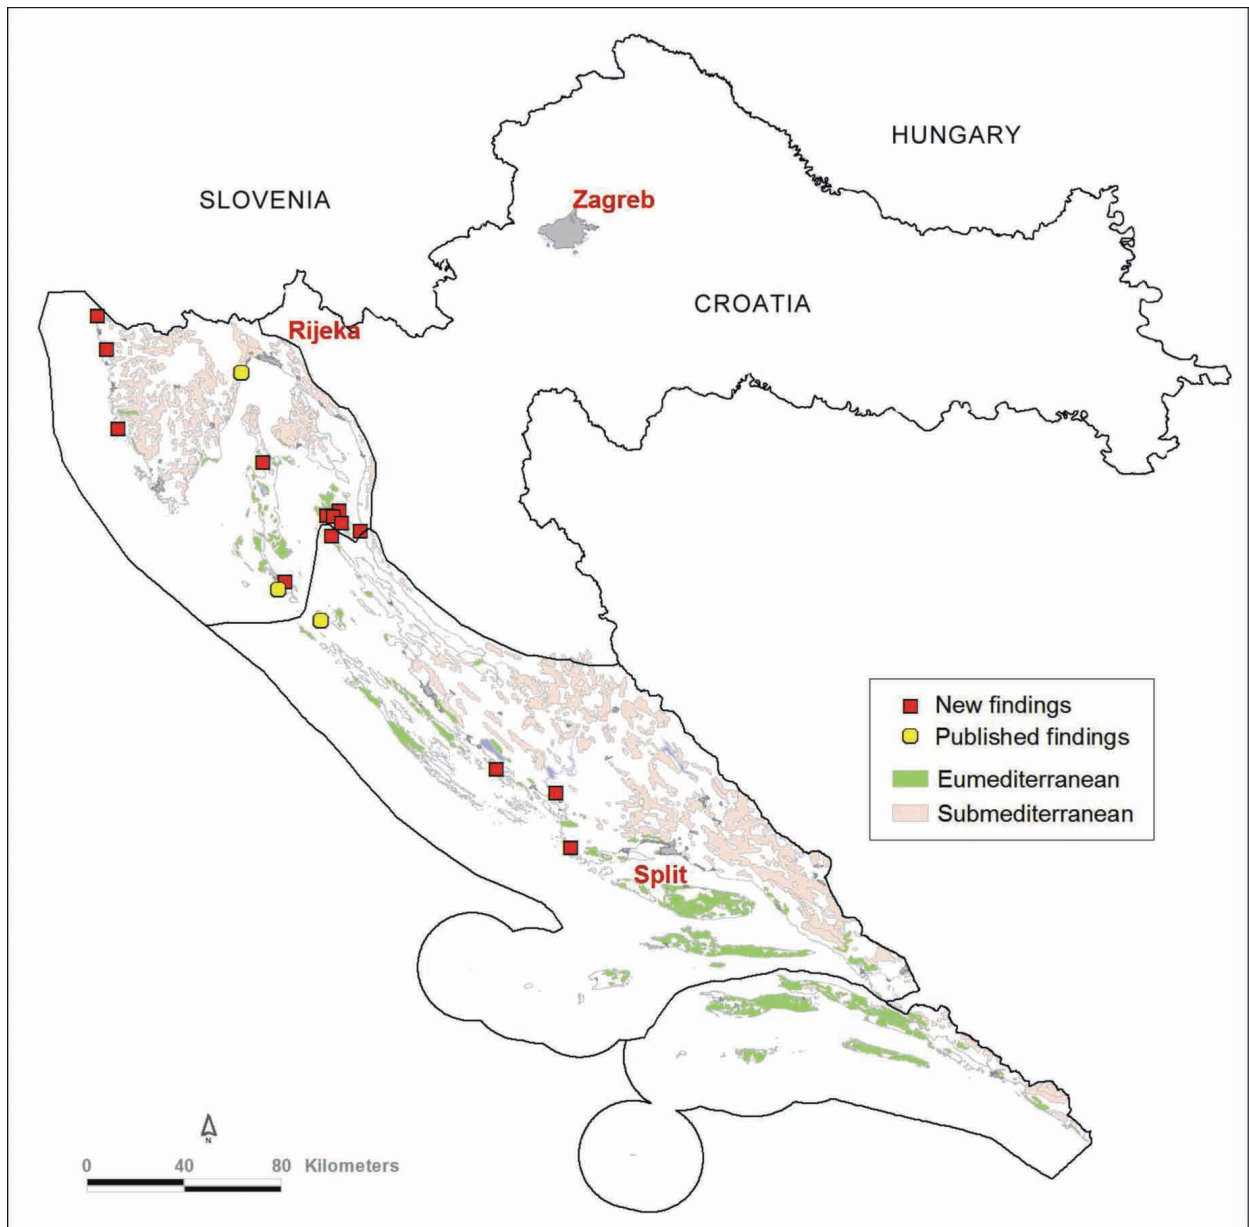 HUNGARY
SLOVENIA
Zagreb
CROATIA
Rijeka
New findings
Published findings
Eumediterranean
Submediterranean
Split
N
0 40 80 Kilometers